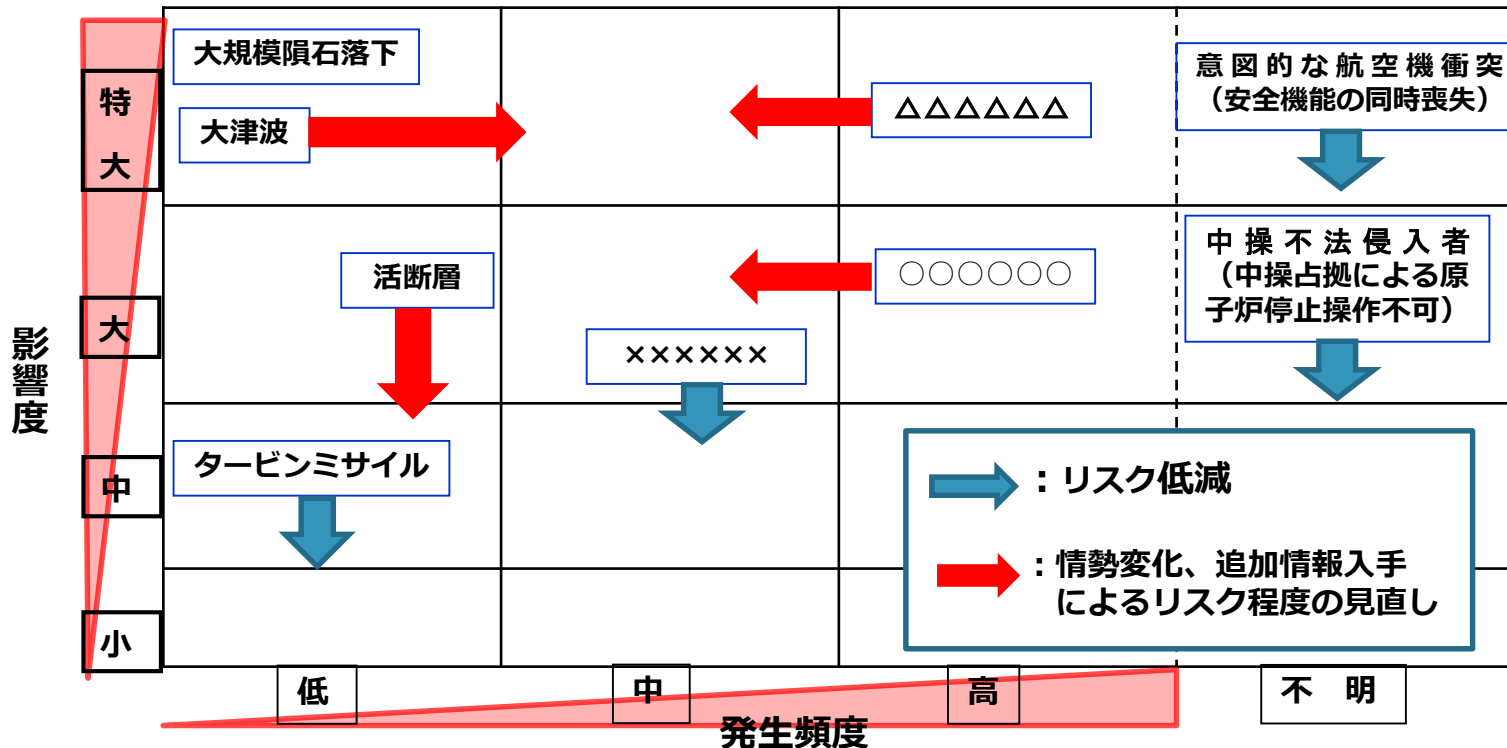 大規模隕石落下
意図的な航空機衝突
（安全機能の同時喪失）
特
大
△△△△△△
大津波
中操不法侵入者
（中操占拠による原
子炉停止操作不可）
活断層
○○○○○○
大
影響度
××××××
タービンミサイル
中
：リスク低減
：情勢変化、追加情報入手
によるリスク程度の見直し
小
低
中
高
不 明
発生頻度